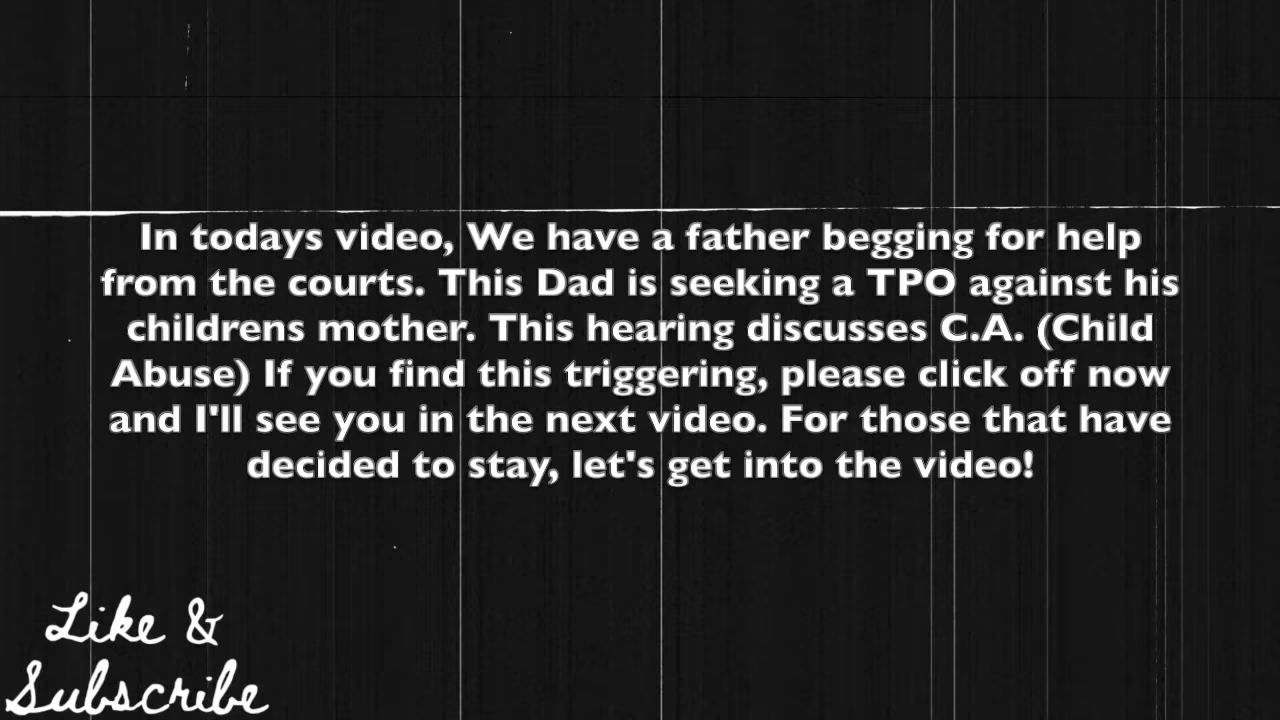 In todays video, We have a father begging for help
from the courts. This Dad is seeking a TPO against his
childrens mother. This hearing discusses C.A. (Child
Abuse) If you find this triggering, please click off now
and I'll see you in the next video. For those that have
decided to stay, let's get into the video!
Like &
Subscribe